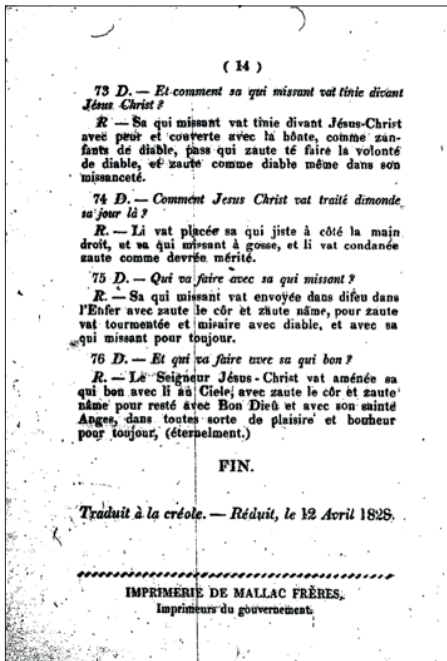 ( 14 )
73 D. — Et comment sa qui missant vat tinie divant
Jésus Christ ?
R — Sa qui missant vat tinie divant Jésus-Christ
avec peur et couverte avec la hônte, comme zan-
fants de diable, pass qui zaute té faire la volonté
de diable, et zaute comme diable même dans son
missanceté.
74 D. — Comment Jesus Christ vat traité dimonde
sa jour là ?
R. — Li vat placée sa qui jiste à côté la main
droit, et sa qui missant à gosse, et li vat condanée
zaute comme devrée mérité.
75 D. — Qui va faire avec sa qui missant ?
R. — Sa qui missant vat envoyée dans difeu dans
l'Enfer avec zaute le côr et zaute nâme, pour zaute
vat tourmentée et misaire avec diable, et avec sa
qui missant pour toujour.
76 D. — Et qui va faire avec sa qui bon ?
R. — Le Seigneur Jésus-Christ vat aménée sa
qui bon avec li au Ciele, avec zaute le côr et zaute
nâme pour resté avec Bon Dieû et avec son sainté
Anges, dans toutes sorte de plaisire et bonheur
pour toujour, (éternelment.)
FIN.
Traduit à la créole. — Réduit, le 12 Avril 1828.
IMPRIMERIE DE MALLAC FRÈRES,
Imprimeurs du gouvernement.